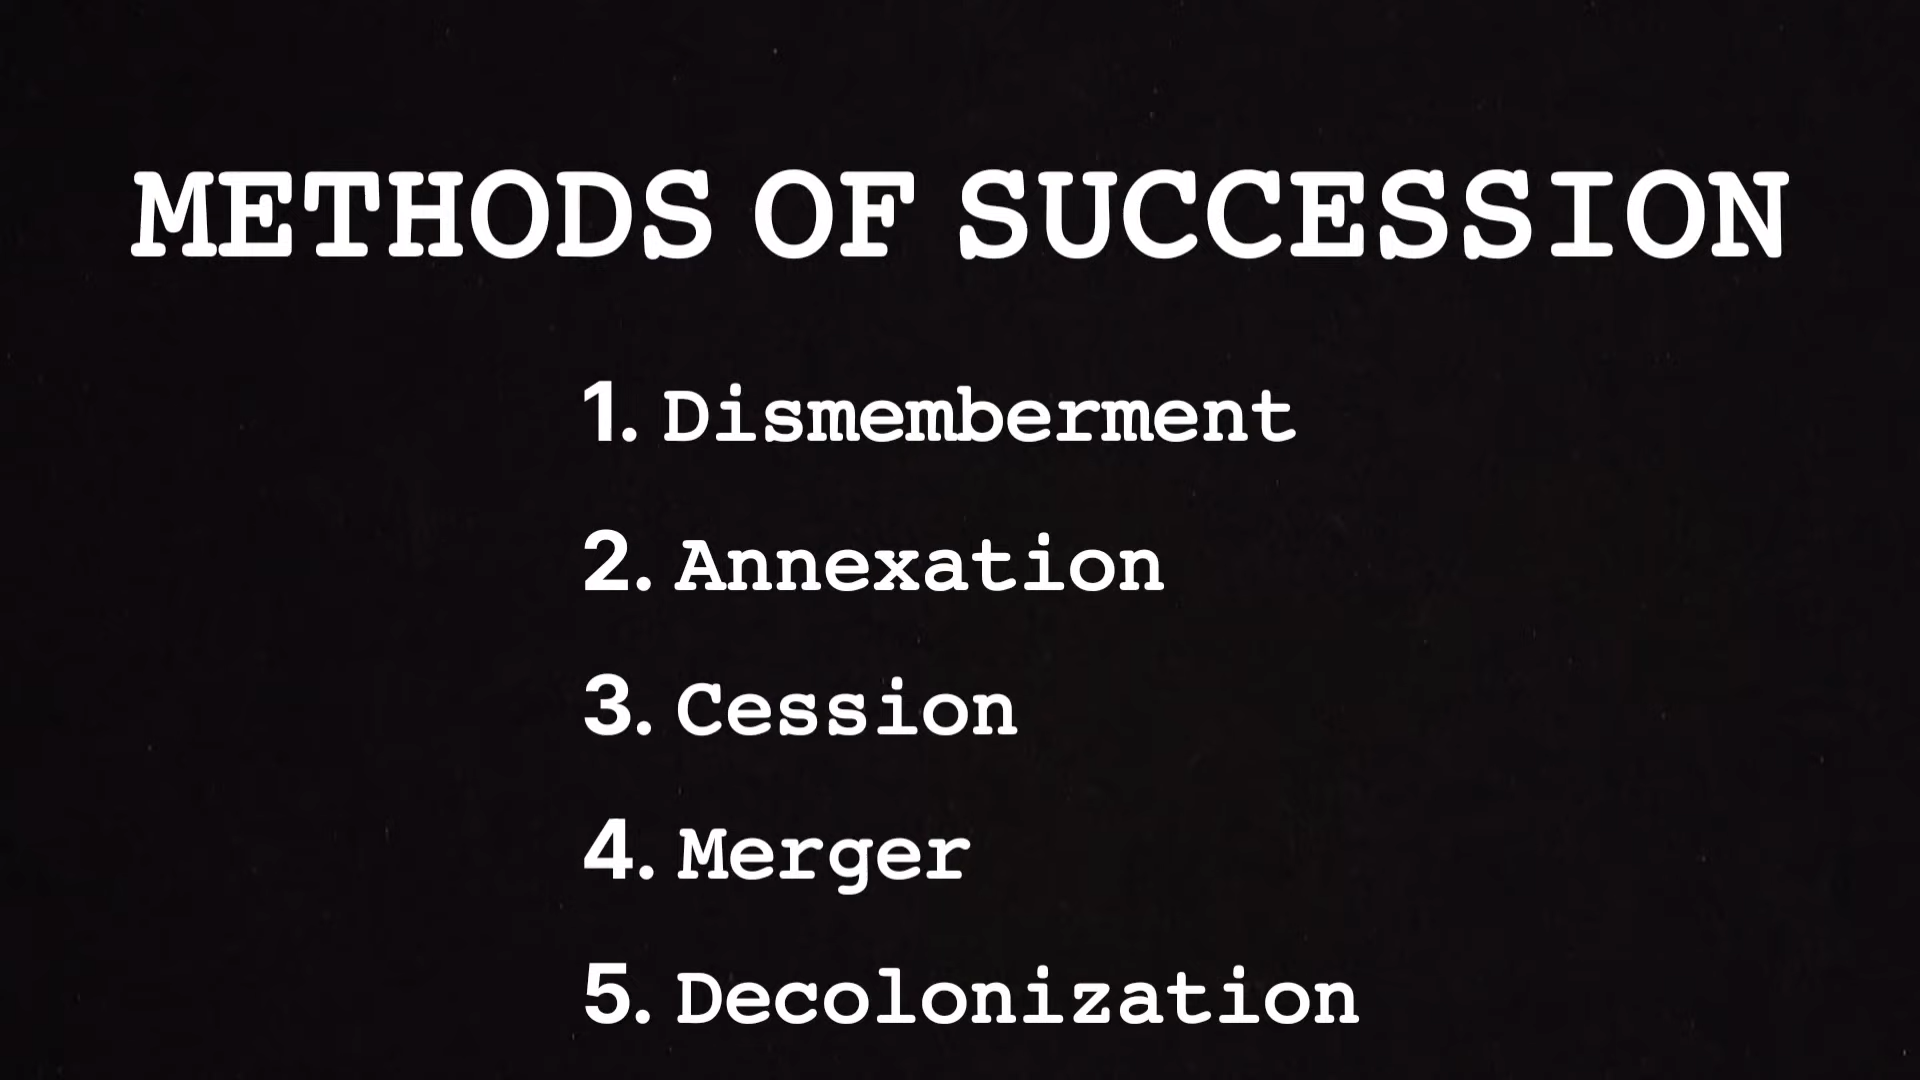 METHODS OF SUCCESSION
1. Dismemberment
2. Annexation
3. Cession
4. Merger
5. Decolonization